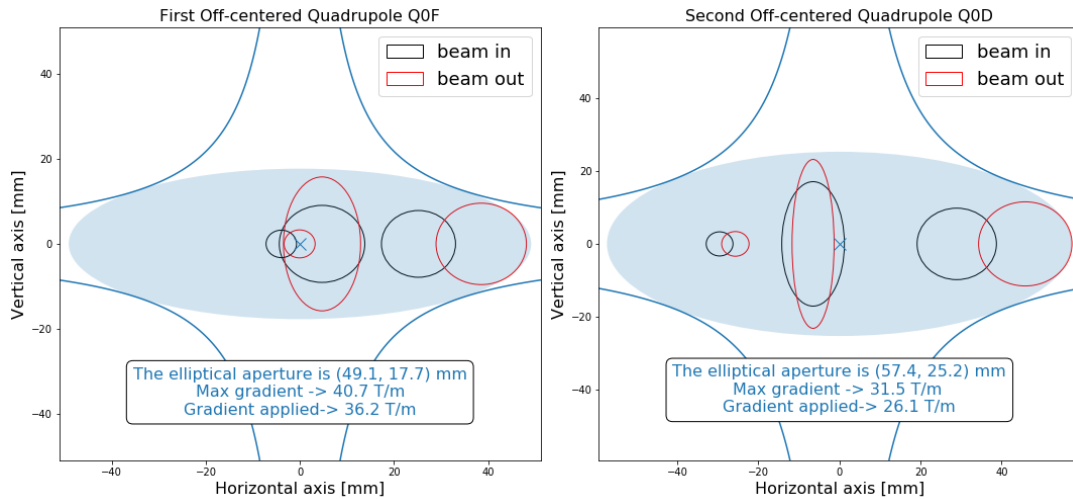 First Off-centered Quadrupole Q0F
beam in
beam out
Vertical axis [mm]
40
20
0
−20
−40
The elliptical aperture is (49.1, 17.7) mm
Max gradient -> 40.7 T/m
Gradient applied-> 36.2 T/m
−40
−20
0
20
40
Horizontal axis [mm]
Second Off-centered Quadrupole Q0D
beam in
beam out
Vertical axis [mm]
40
20
0
−20
−40
The elliptical aperture is (57.4, 25.2) mm
Max gradient -> 31.5 T/m
Gradient applied-> 26.1 T/m
−40
−20
0
20
40
Horizontal axis [mm]